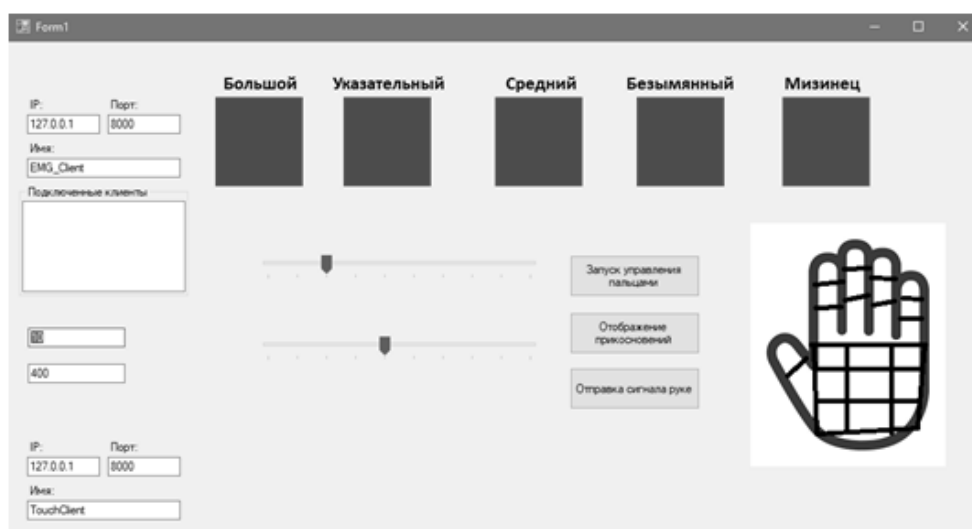 Form1
Большой Указательный Средний Безымянный Мизинец
IP: Порт:
127.0.0.1 8000
Имя:
EMG_Client
Подключенные клиенты
Запуск управления
пальцами
Отображение
прикосновений
400
Отправка сигнала руке
IP: Порт:
127.0.0.1 8000
Имя:
TouchClient